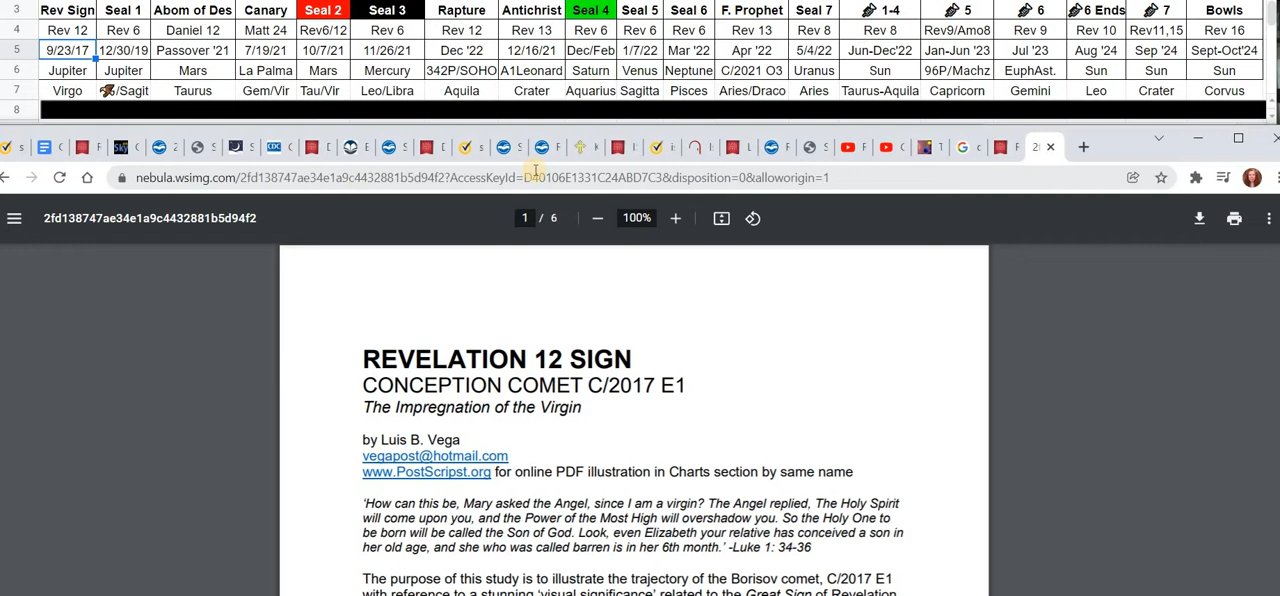 3 Rev Sign Seal 1 Abom of Des Canary Seal 2 Seal 3 Rapture Antichrist Seal 4 Seal 5 Seal 6 F. Prophet Seal 7 1-4 5 6 6 Ends 7 Bowls
4 Rev 12 Rev 6 Daniel 12 Matt 24 Rev6/12 Rev 6 Rev 12 Rev 13 Rev 6 Rev 6 Rev 6 Rev 13 Rev 8 Rev 8 Rev9/Amo8 Rev 9 Rev 10 Rev11,15 Rev 16
5 9/23/17 12/30/19 Passover '21 7/19/21 10/7/21 11/26/21 Dec '22 12/16/21 Dec/Feb 1/7/22 Mar '22 Apr '22 5/4/22 Jun-Dec'22 Jan-Jun '23 Jul '23 Aug '24 Sep '24 Sept-Oct'24
6 Jupiter Jupiter Mars La Palma Mars Mercury 342P/SOHO A1Leonard Saturn Venus Neptune C/2021 O3 Uranus Sun 96P/Machz EuphAst. Sun Sun Sun
7 Virgo /Sagit Taurus Gem/Vir Tau/Vir Leo/Libra Aquila Crater Aquarius Sagitta Pisces Aries/Draco Aries Taurus-Aquila Capricorn Gemini Leo Crater Corvus
8
nebula.wsimg.com/2fd138747ae34e1a9c4432881b5d94f2?AccessKeyId=D40106E1331C24ABD7C3&disposition=0&alloworigin=1
2fd138747ae34e1a9c4432881b5d94f2 1 / 6 100%
REVELATION 12 SIGN
CONCEPTION COMET C/2017 E1
The Impregnation of the Virgin
by Luis B. Vega
vegapost@hotmail.com
www.PostScripst.org for online PDF illustration in Charts section by same name
‘How can this be, Mary asked the Angel, since I am a virgin? The Angel replied, The Holy Spirit
will come upon you, and the Power of the Most High will overshadow you. So the Holy One to
be born will be called the Son of God. Look, even Elizabeth your relative has conceived a son in
her old age, and she who was called barren is in her 6th month.’ -Luke 1: 34-36
The purpose of this study is to illustrate the trajectory of the Borisov comet, C/2017 E1
with reference to a stunning ‘visual significance’ related to the Great Sign of Revelation